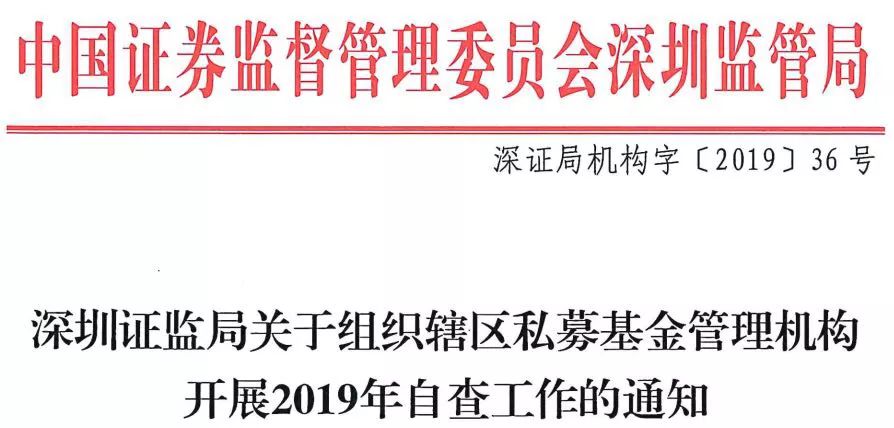 中国证券监督管理委员会深圳监管局
深证局机构字〔2019〕36 号
深圳证监局关于组织辖区私募基金管理机构
开展2019年自查工作的通知